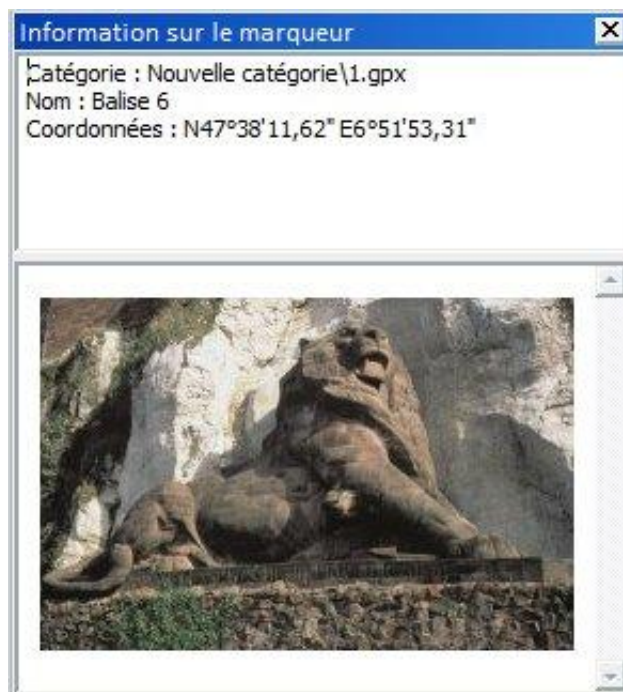 Information sur le marqueur
Catégorie : Nouvelle catégorie\1.gpx
Nom : Balise 6
Coordonnées : N47°38'11,62" E6°51'53,31"